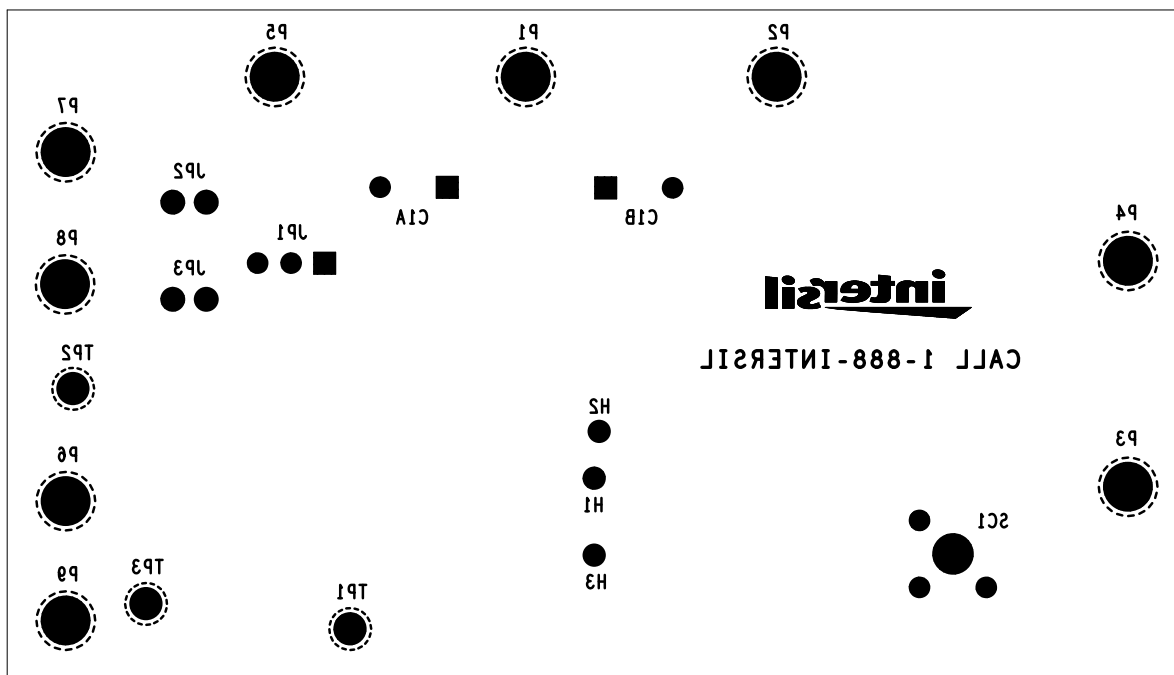 P5
P1
P2
P7
JP2
C1A
C1B
P4
P8
JP1
JP3
intersil
CALL 1-888-INTERSIL
TP2
H2
P6
P3
H1
SC1
P9
TP3
H3
TP1